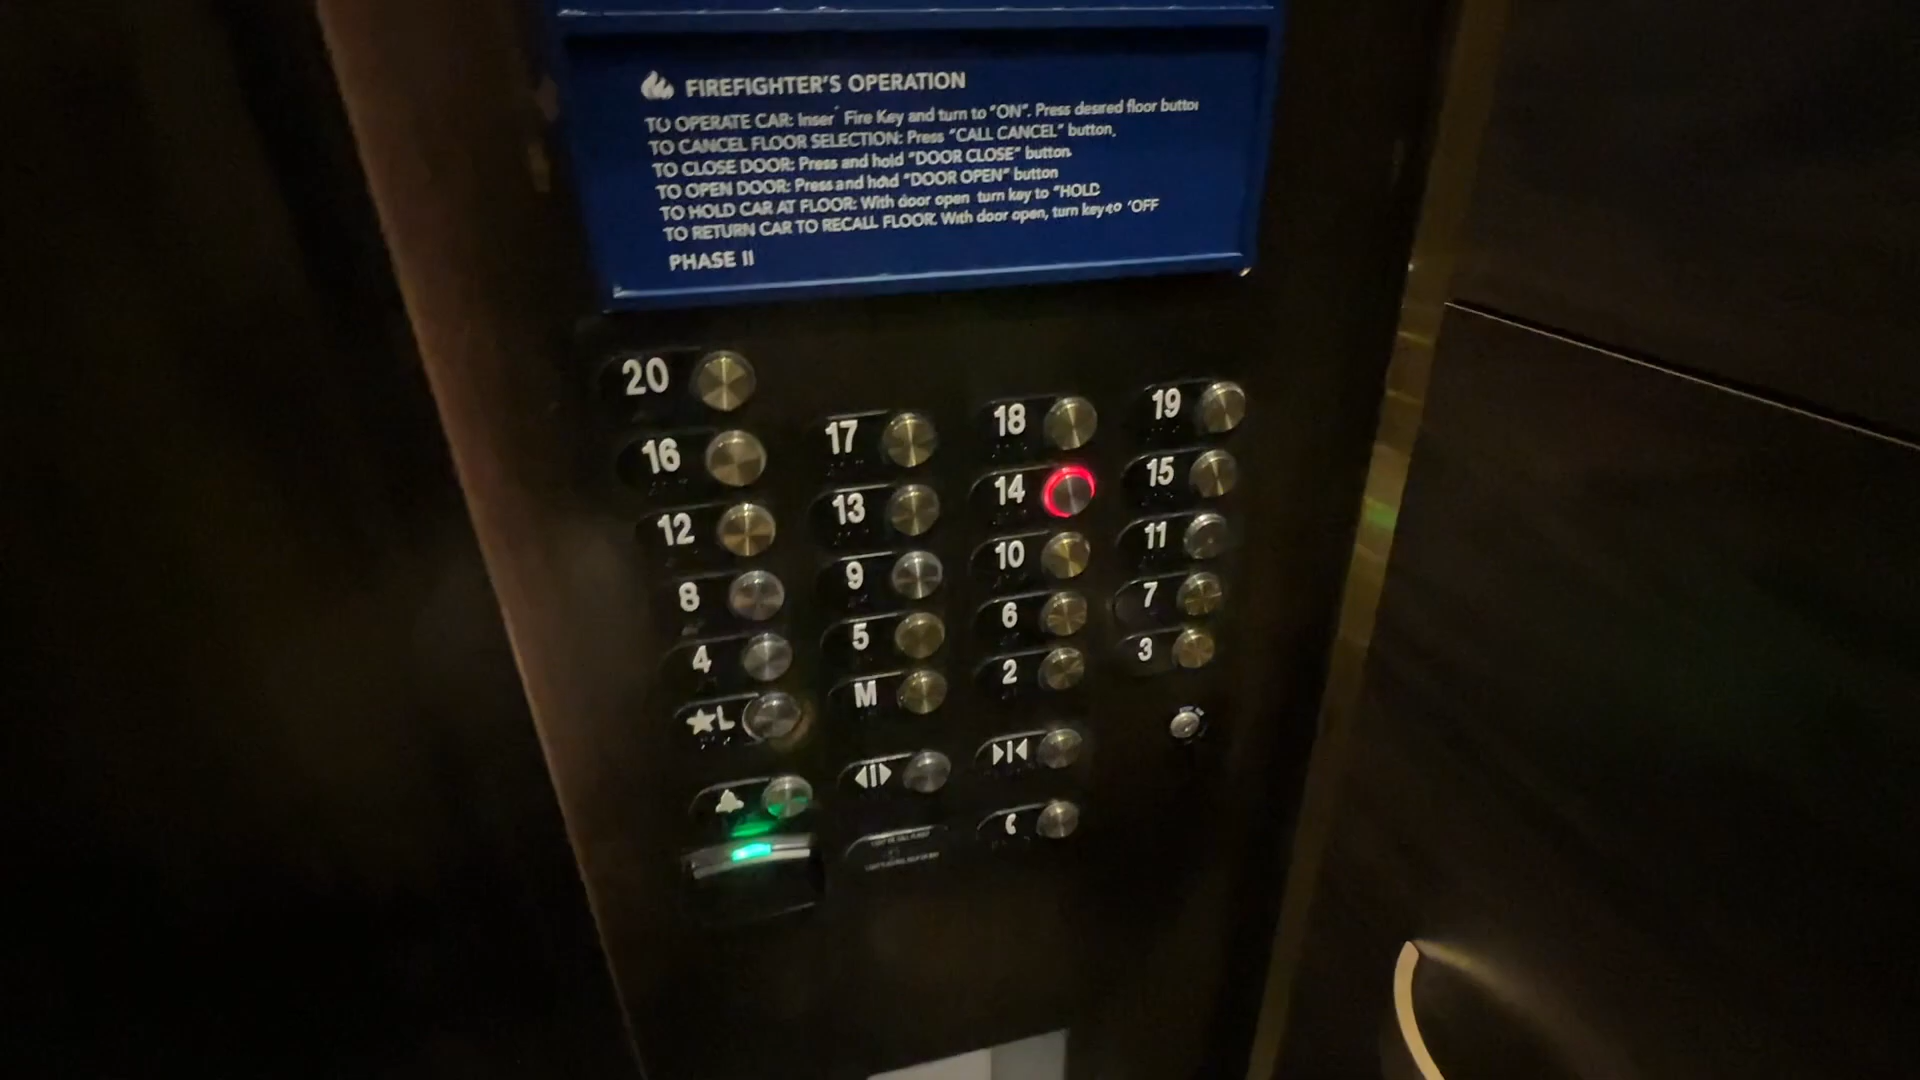 FIREFIGHTER'S OPERATION
TO OPERATE CAR: Inser Fire Key and turn to "ON". Press desired floor button
TO CANCEL FLOOR SELECTION: Press "CALL CANCEL" button.
TO CLOSE DOOR: Press and hold "DOOR CLOSE" button
TO OPEN DOOR: Press and hold "DOOR OPEN" button
TO HOLD CAR AT FLOOR: With door open turn key to "HOLD
TO RETURN CAR TO RECALL FLOOR. With door open, turn key to 'OFF
PHASE II
20
17 18 19
16 13 14 15
12 9 10 11
8 5 6 7
4 M 2 3
★L
C